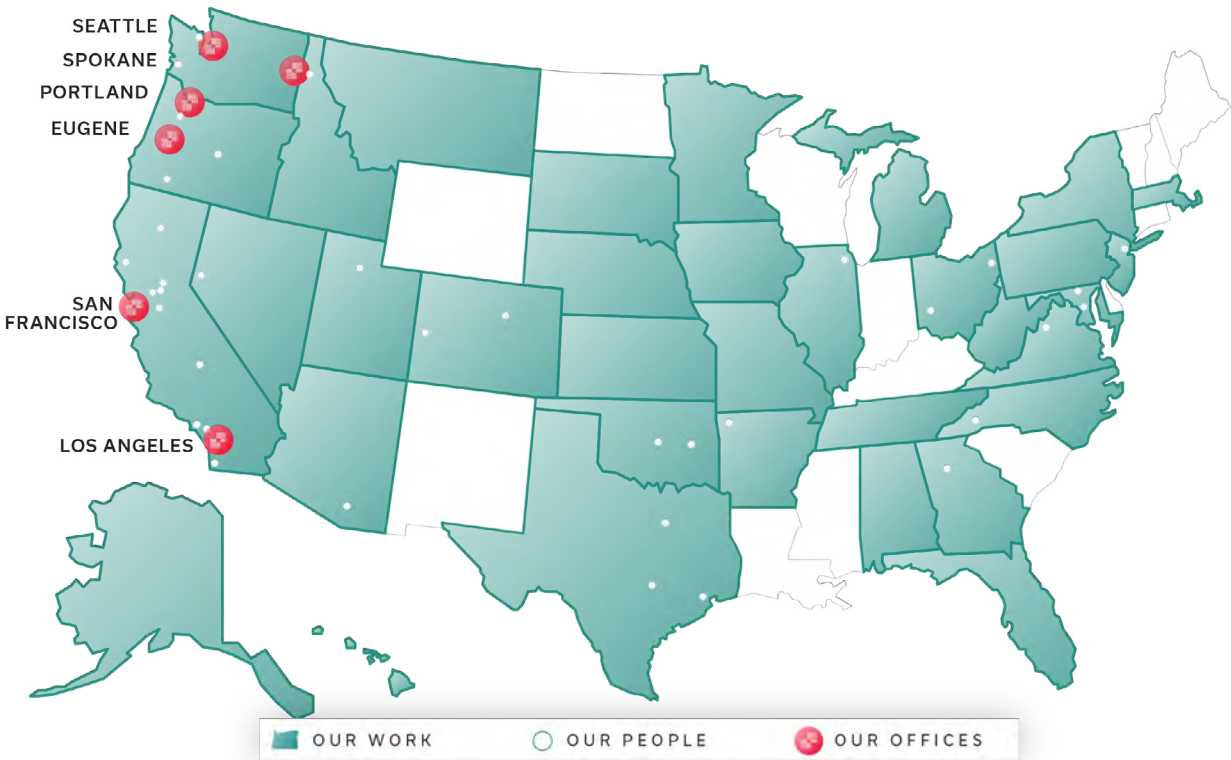 SEATTLE
SPOKANE
PORTLAND
EUGENE
SAN
FRANCISCO
LOS ANGELES
OUR WORK
OUR PEOPLE
OUR OFFICES